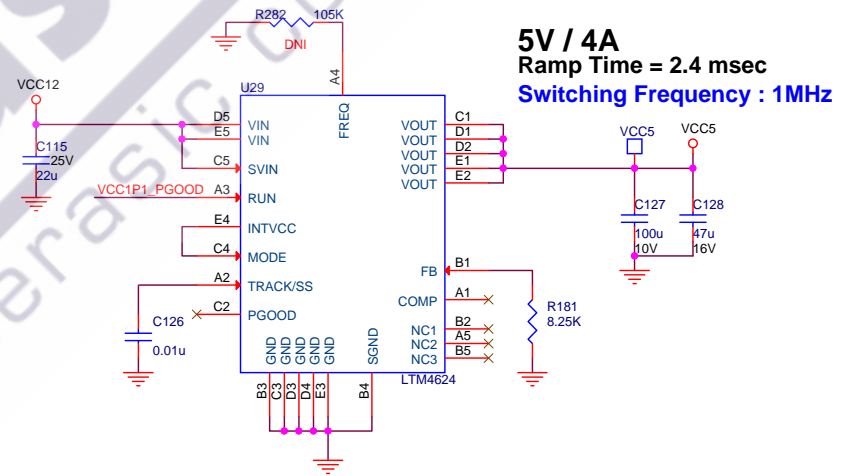 R282 105K
DNI
5V / 4A
Ramp Time = 2.4 msec
Switching Frequency : 1MHz
VCC12
U29
A4
FREQ
D5 VIN
E5 VIN
C115
25V
22u
C5 SVIN
VCC1P1_PGOOD A3 RUN
E4 INTVCC
C4 MODE
A2 TRACK/SS
C2 PGOOD
C126
0.01u
VOUT C1
VOUT D1
VOUT D2
VOUT E1
VOUT E2
VCC5 VCC5
C127 C128
100u 47u
10V 16V
FB B1
COMP A1
R181
8.25K
NC1 B2
NC2 A5
NC3 B5
GND GND GND GND GND SGND
LTM4624
B3 C3 D3 D4 E3 B4
erasic